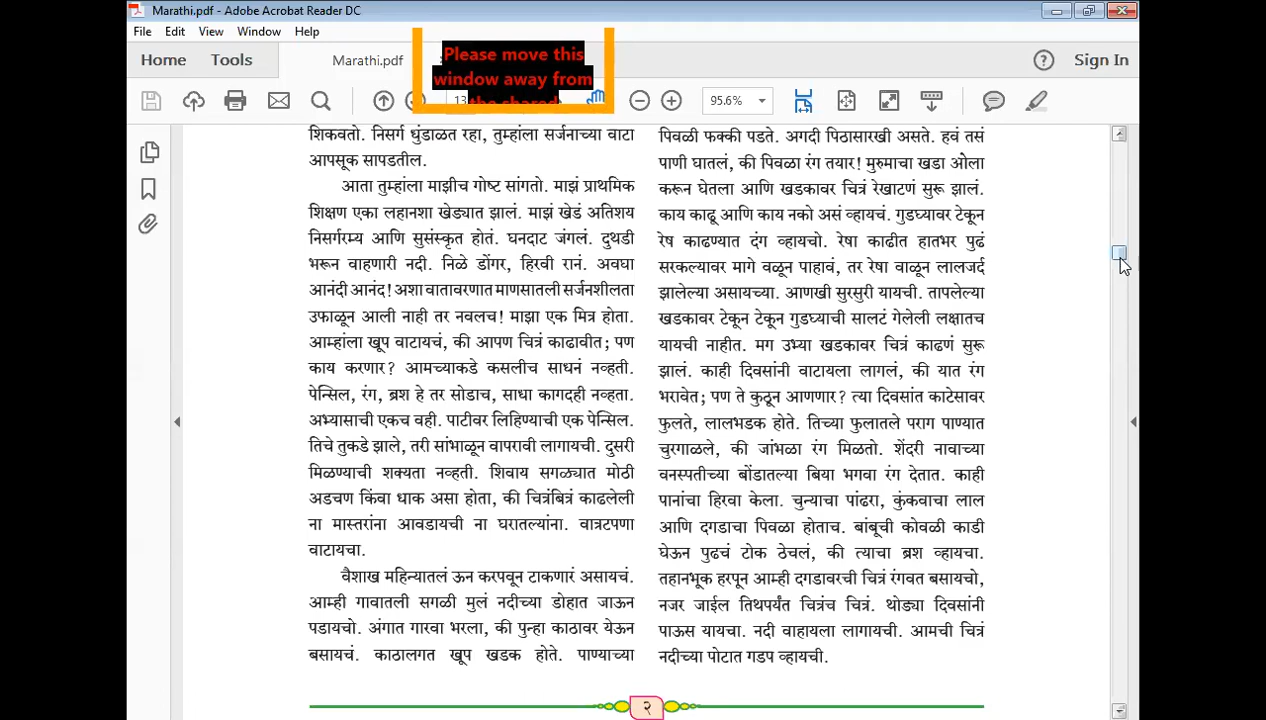 Marathi.pdf - Adobe Acrobat Reader DC
File Edit View Window Help
Home Tools Marathi.pdf Sign In
Please move this
window away from
the shared
13 95.6%
शिकवतो. निसर्ग धुंडाळत रहा, तुम्हांला सर्जनाच्या वाटा
आपसूक सापडतील.
आता तुम्हांला माझीच गोष्ट सांगतो. माझं प्राथमिक
शिक्षण एका लहानशा खेड्यात झालं. माझं खेडं अतिशय
निसर्गरम्य आणि सुसंस्कृत होतं. घनदाट जंगलं. दुथडी
भरून वाहणारी नदी. निळे डोंगर, हिरवी रानं. अवघा
आनंदी आनंद! अशा वातावरणात माणसातली सर्जनशीलता
उफाळून आली नाही तर नवलच! माझा एक मित्र होता.
आम्हांला खूप वाटायचं, की आपण चित्रं काढावीत; पण
काय करणार? आमच्याकडे कसलीच साधनं नव्हती.
पेन्सिल, रंग, ब्रश हे तर सोडाच, साधा कागदही नव्हता.
अभ्यासाची एकच वही. पाटीवर लिहिण्याची एक पेन्सिल.
तिचे तुकडे झाले, तरी सांभाळून वापरावी लागायची. दुसरी
मिळण्याची शक्यता नव्हती. शिवाय सगळ्यात मोठी
अडचण किंवा धाक असा होता, की चित्रंबित्रं काढलेली
ना मास्तरांना आवडायची ना घरातल्यांना. वात्रटपणा
वाटायचा.
वैशाख महिन्यातलं ऊन करपवून टाकणारं असायचं.
आम्ही गावातली सगळी मुलं नदीच्या डोहात जाऊन
पडायचो. अंगात गारवा भरला, की पुन्हा काठावर येऊन
बसायचं. काठालगत खूप खडक होते. पाण्याच्या
पिवळी फक्की पडते. अगदी पिठासारखी असते. हवं तसं
पाणी घातलं, की पिवळा रंग तयार! मुरुमाचा खडा ओला
करून घेतला आणि खडकावर चित्रं रेखाटणं सुरू झालं.
काय काढू आणि काय नको असं व्हायचं. गुडघ्यावर टेकून
रेष काढण्यात दंग व्हायचो. रेषा काढीत हातभर पुढं
सरकल्यावर मागे वळून पाहावं, तर रेषा वाळून लालजर्द
झालेल्या असायच्या. आणखी सुरसुरी यायची. तापलेल्या
खडकावर टेकून टेकून गुडघ्याची सालटं गेलेली लक्षातच
यायची नाहीत. मग उभ्या खडकावर चित्रं काढणं सुरू
झालं. काही दिवसांनी वाटायला लागलं, की यात रंग
भरावेत; पण ते कुठून आणणार? त्या दिवसांत काटेसावर
फुलते, लालभडक होते. तिच्या फुलातले पराग पाण्यात
चुरगाळले, की जांभळा रंग मिळतो. शेंदरी नावाच्या
वनस्पतीच्या बोंडातल्या बिया भगवा रंग देतात. काही
पानांचा हिरवा केला. चुन्याचा पांढरा, कुंकवाचा लाल
आणि दगडाचा पिवळा होताच. बांबूची कोवळी काडी
घेऊन पुढचं टोक ठेचलं, की त्याचा ब्रश व्हायचा.
तहानभूक हरपून आम्ही दगडावरची चित्रं रंगवत बसायचो,
नजर जाईल तिथपर्यंत चित्रंच चित्रं. थोड्या दिवसांनी
पाऊस यायचा. नदी वाहायला लागायची. आमची चित्रं
नदीच्या पोटात गडप व्हायची.
२